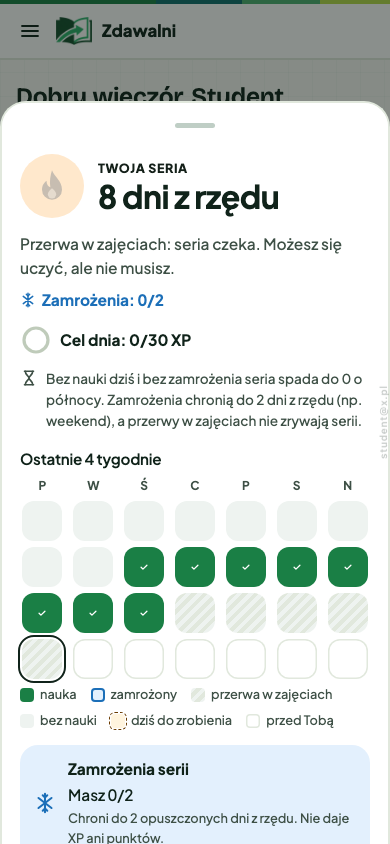 Zdawalni
Dobry wieczór, Student
TWOJA SERIA
8 dni z rzędu
Przerwa w zajęciach: seria czeka. Możesz się
uczyć, ale nie musisz.
Zamrożenia: 0/2
Cel dnia: 0/30 XP
Bez nauki dziś i bez zamrożenia seria spada do 0 o
północy. Zamrożenia chronią do 2 dni z rzędu (np.
weekend), a przerwy w zajęciach nie zrywają serii.
student@x.pl
Ostatnie 4 tygodnie
P W Ś C P S N
nauka zamrożony przerwa w zajęciach
bez nauki dziś do zrobienia przed Tobą
Zamrożenia serii
Masz 0/2
Chroni do 2 opuszczonych dni z rzędu. Nie daje
XP ani punktów.